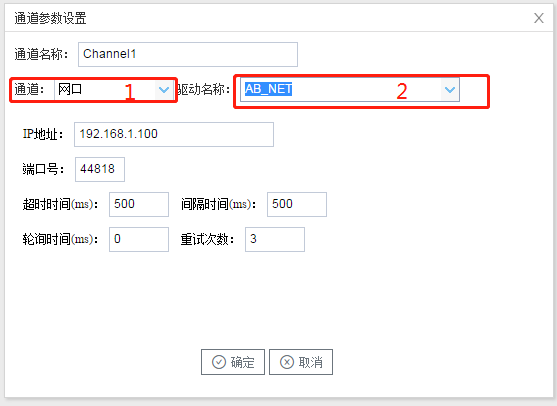 通道参数设置
通道名称： Channel1
通道： 网口 1 驱动名称： AB_NET 2
IP地址： 192.168.1.100
端口号： 44818
超时时间(ms)： 500 间隔时间(ms)： 500
轮询时间(ms)： 0 重试次数： 3
确定 取消